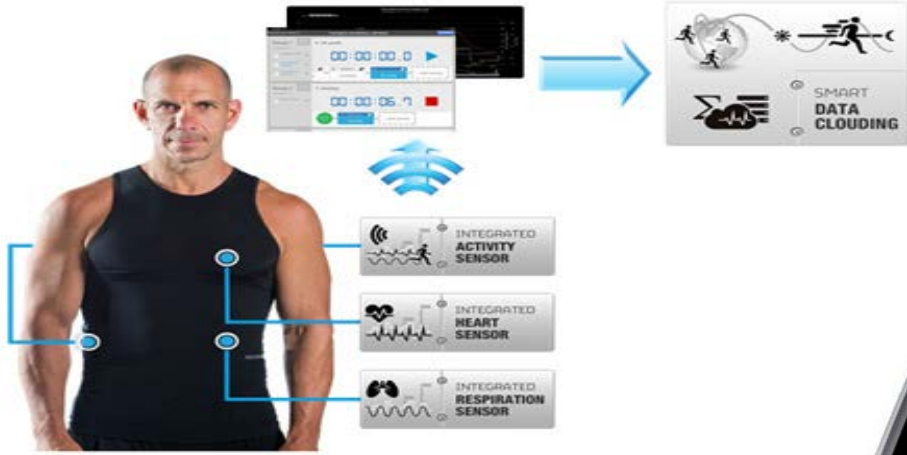 00:00:00.0
00:00:06.7
SMART
DATA
CLOUDING
INTEGRATED
ACTIVITY
SENSOR
INTEGRATED
HEART
SENSOR
INTEGRATED
RESPIRATION
SENSOR